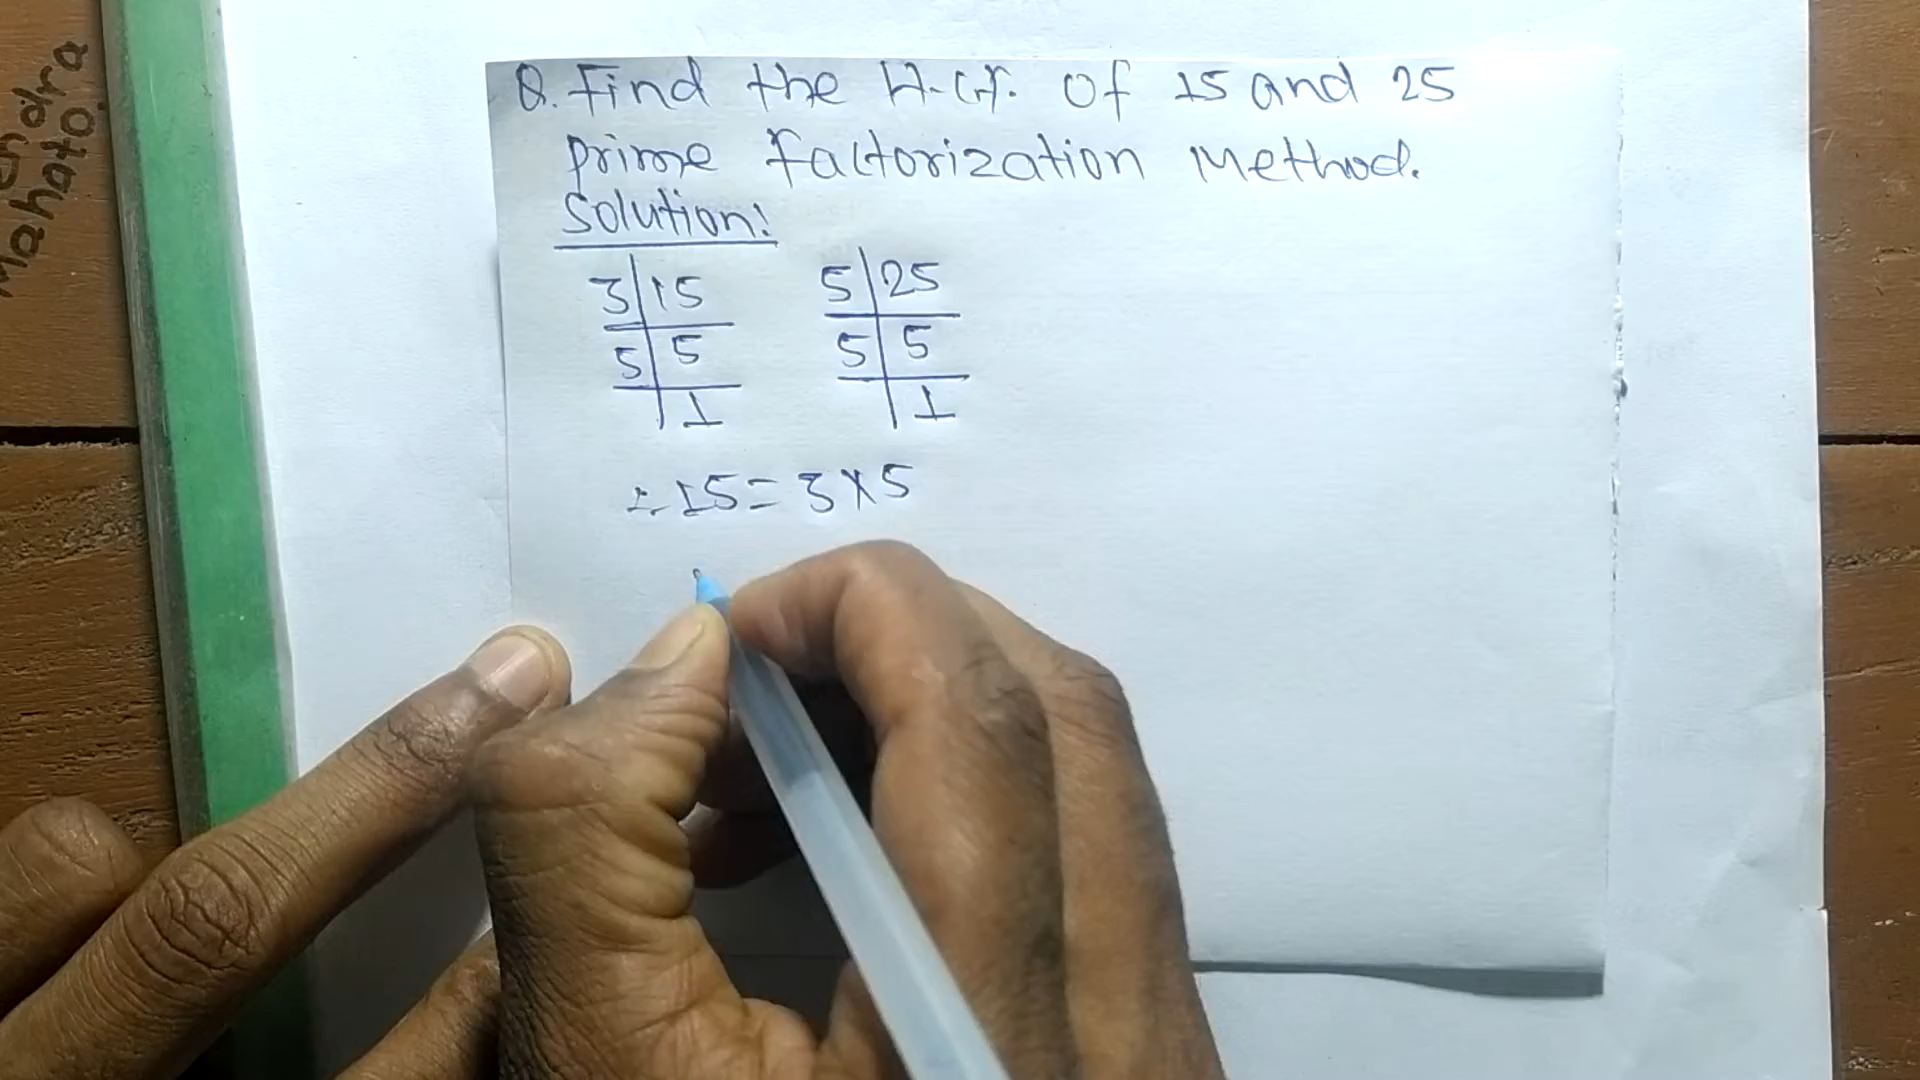 Q. Find the H.C.F. of 15 and 25
prime factorization Method.
Solution:
3 | 15
5 | 5
1
5 | 25
5 | 5
1
∴ 15 = 3 × 5
Mahato.